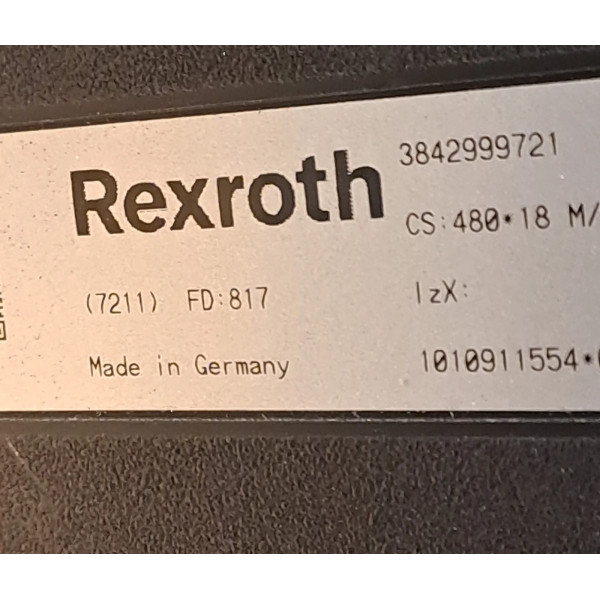 Rexroth
3842999721
CS:480*18 M/
(7211) FD:817
IzX:
Made in Germany
1010911554*